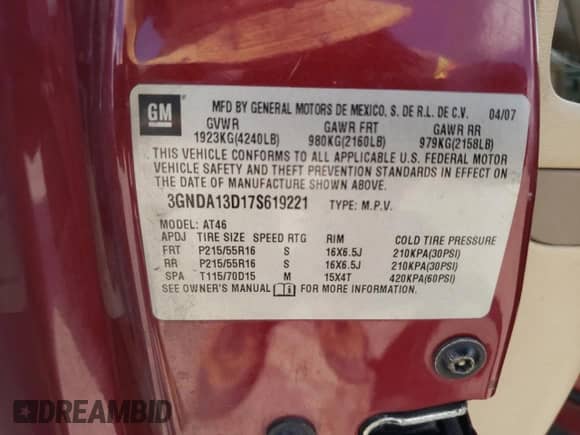 GM
MFD BY GENERAL MOTORS DE MEXICO, S. DE R.L. DE C.V. 04/07
GVWR GAWR FRT GAWR RR
1923KG(4240LB) 980KG(2160LB) 979KG(2158LB)
THIS VEHICLE CONFORMS TO ALL APPLICABLE U.S. FEDERAL MOTOR
VEHICLE SAFETY AND THEFT PREVENTION STANDARDS IN EFFECT ON
THE DATE OF MANUFACTURE SHOWN ABOVE.
3GNDA13D17S619221 TYPE: M.P.V.
MODEL: AT46
APDJ TIRE SIZE SPEED RTG RIM COLD TIRE PRESSURE
FRT P215/55R16 S 16X6.5J 210KPA(30PSI)
RR P215/55R16 S 16X6.5J 210KPA(30PSI)
SPA T115/70D15 M 15X4T 420KPA(60PSI)
SEE OWNER'S MANUAL FOR MORE INFORMATION.
DREAMBID